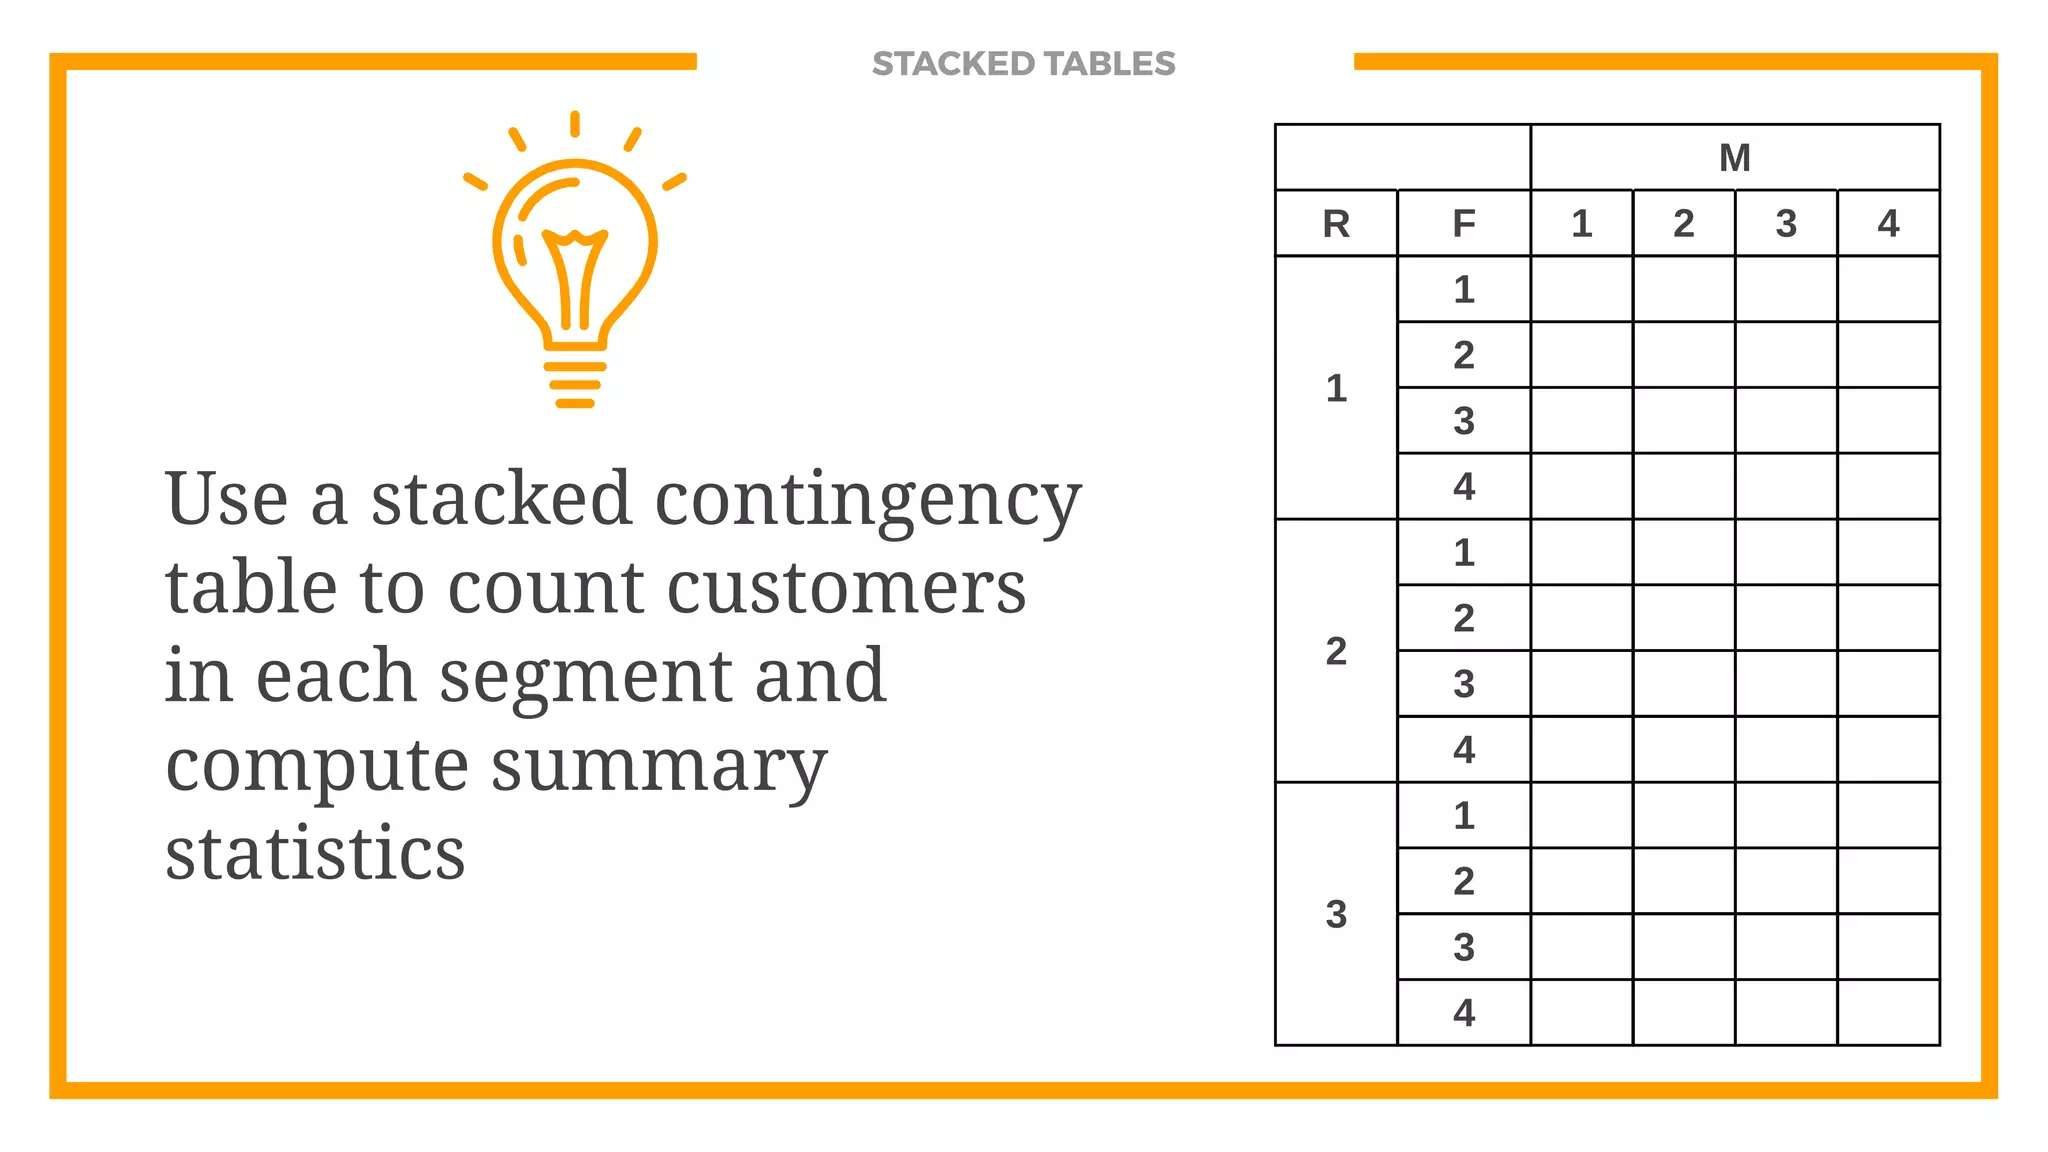 STACKED TABLES
Use a stacked contingency
table to count customers
in each segment and
compute summary
statistics
M
R F 1 2 3 4
1
1
2
3
4
2
1
2
3
4
3
1
2
3
4